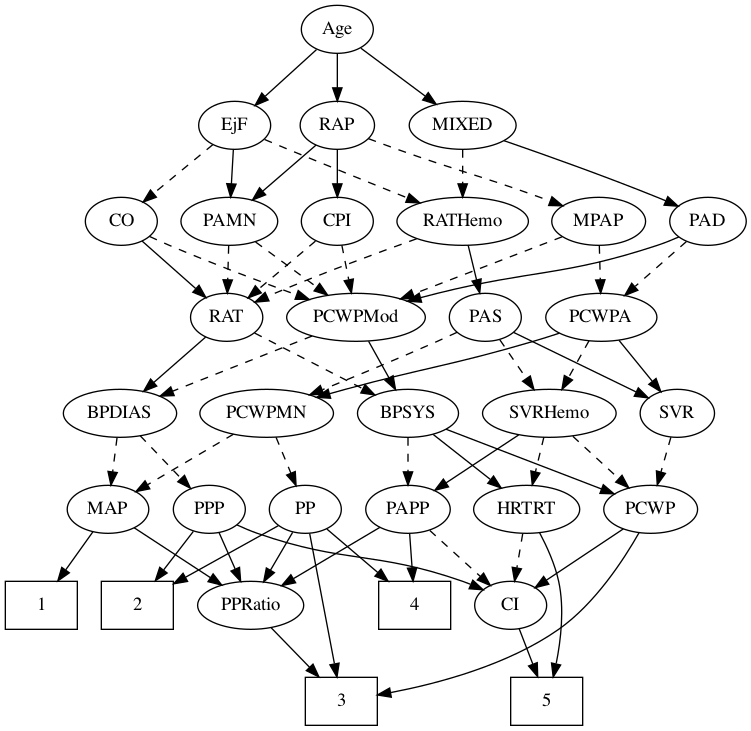 Age
EjF
RAP
MIXED
CO
PAMN
CPI
RATHemo
MPAP
PAD
RAT
PCWPMod
PAS
PCWPA
BPDIAS
PCWPMN
BPSYS
SVRHemo
SVR
MAP
PPP
PP
PAPP
HRTRT
PCWP
1
2
PPRatio
4
CI
3
5